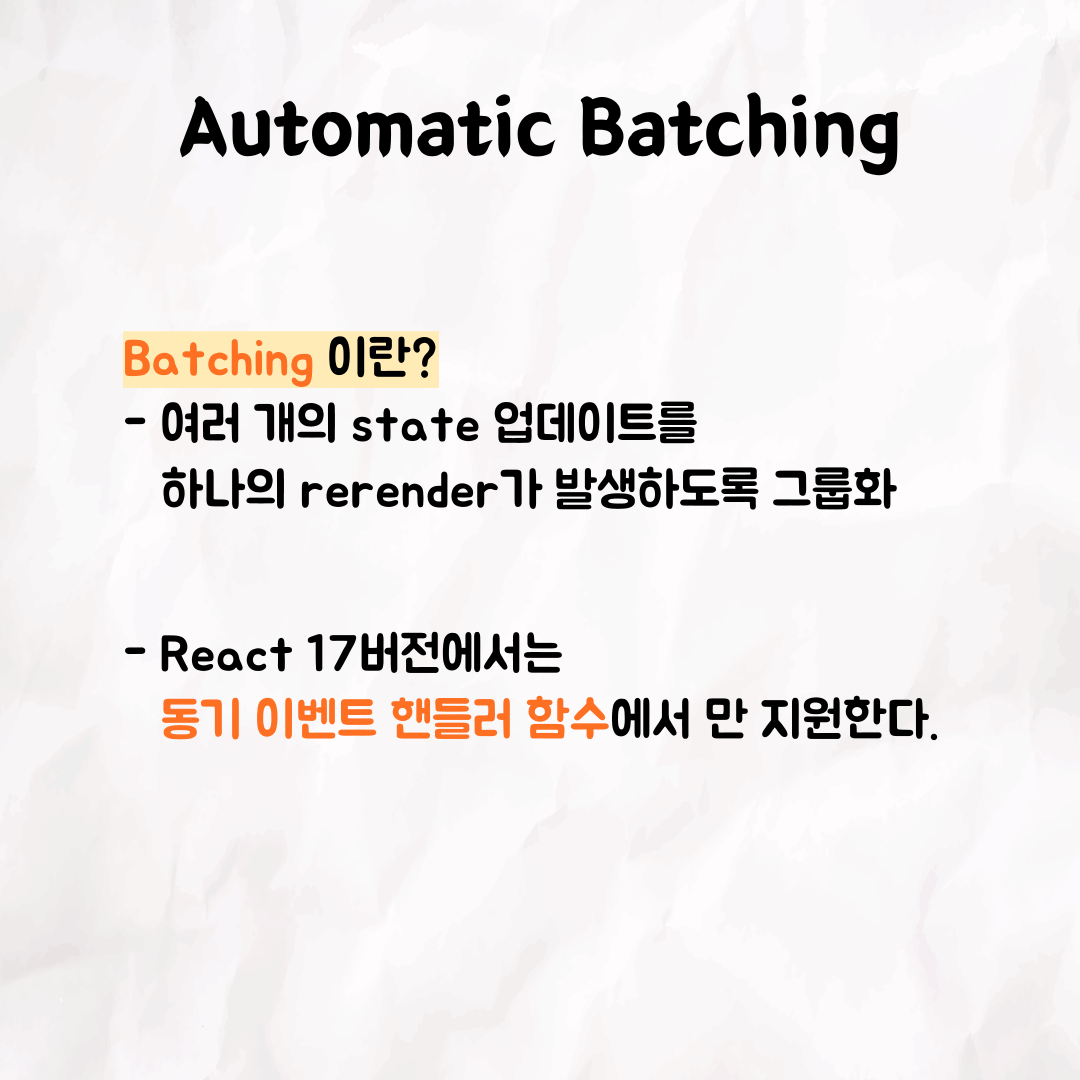 Automatic Batching
Batching 이란?
- 여러 개의 state 업데이트를
하나의 rerender가 발생하도록 그룹화
- React 17버전에서는
동기 이벤트 핸들러 함수에서 만 지원한다.